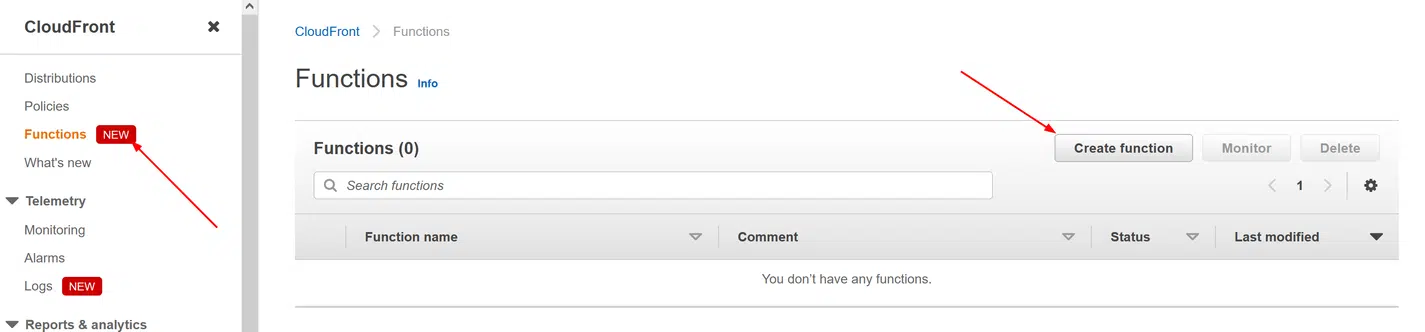 CloudFront
Distributions
Policies
Functions NEW
What's new
Telemetry
Monitoring
Alarms
Logs NEW
Reports & analytics
CloudFront Functions
Functions Info
Functions (0)
Create function Monitor Delete
Search functions
1
Function name Comment Status Last modified
You don’t have any functions.